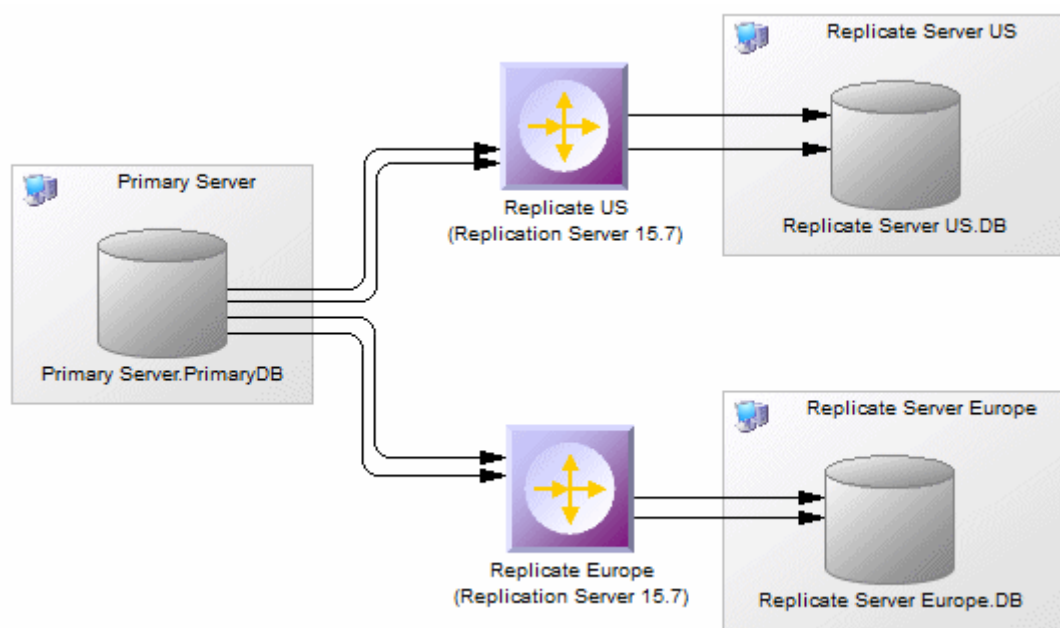 Replicate Server US
Replicate Server US.DB
Replicate US
(Replication Server 15.7)
Primary Server
Primary Server.PrimaryDB
Replicate Server Europe
Replicate Server Europe.DB
Replicate Europe
(Replication Server 15.7)